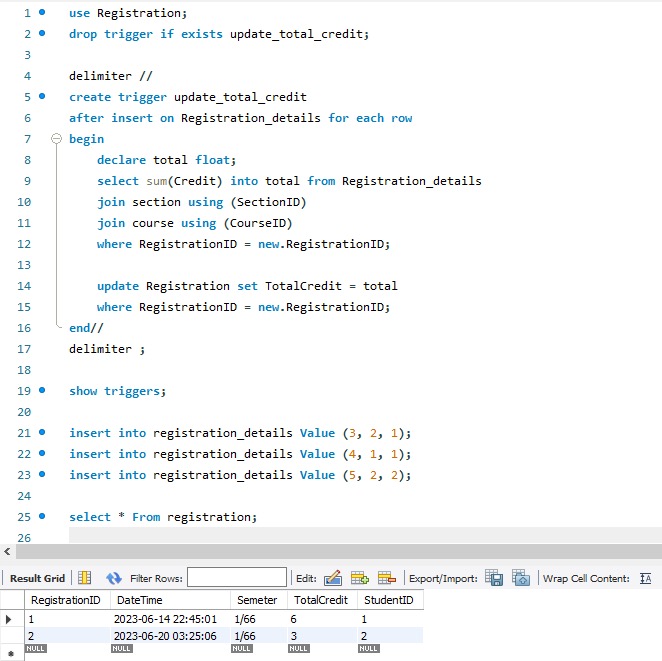 1 use Registration;
2 drop trigger if exists update_total_credit;
3
4 delimiter //
5 create trigger update_total_credit
6 after insert on Registration_details for each row
7 begin
8 declare total float;
9 select sum(Credit) into total from Registration_details
10 join section using (SectionID)
11 join course using (CourseID)
12 where RegistrationID = new.RegistrationID;
13
14 update Registration set TotalCredit = total
15 where RegistrationID = new.RegistrationID;
16 end//
17 delimiter ;
18
19 show triggers;
20
21 insert into registration_details Value (3, 2, 1);
22 insert into registration_details Value (4, 1, 1);
23 insert into registration_details Value (5, 2, 2);
24
25 select * From registration;
26
Result Grid Filter Rows: Edit: Export/Import: Wrap Cell Content: IA
RegistrationID DateTime Semeter TotalCredit StudentID
1 2023-06-14 22:45:01 1/66 6 1
2 2023-06-20 03:25:06 1/66 3 2
NULL NULL NULL NULL NULL